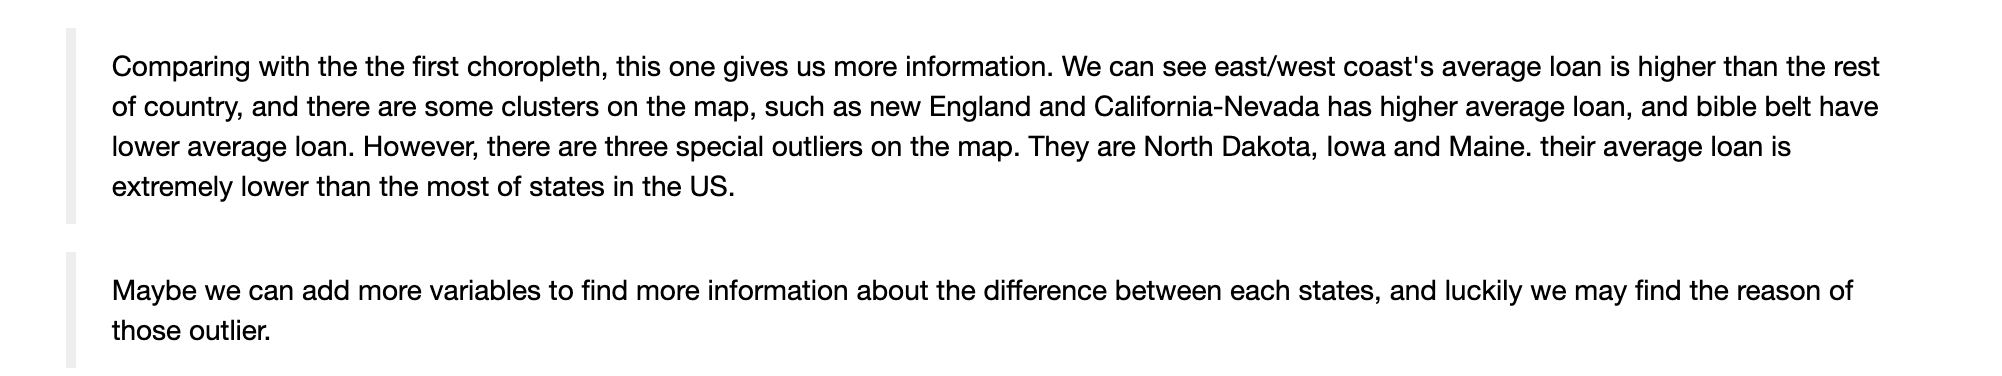 Comparing with the the first choropleth, this one gives us more information. We can see east/west coast's average loan is higher than the rest
of country, and there are some clusters on the map, such as new England and California-Nevada has higher average loan, and bible belt have
lower average loan. However, there are three special outliers on the map. They are North Dakota, Iowa and Maine. their average loan is
extremely lower than the most of states in the US.
Maybe we can add more variables to find more information about the difference between each states, and luckily we may find the reason of
those outlier.